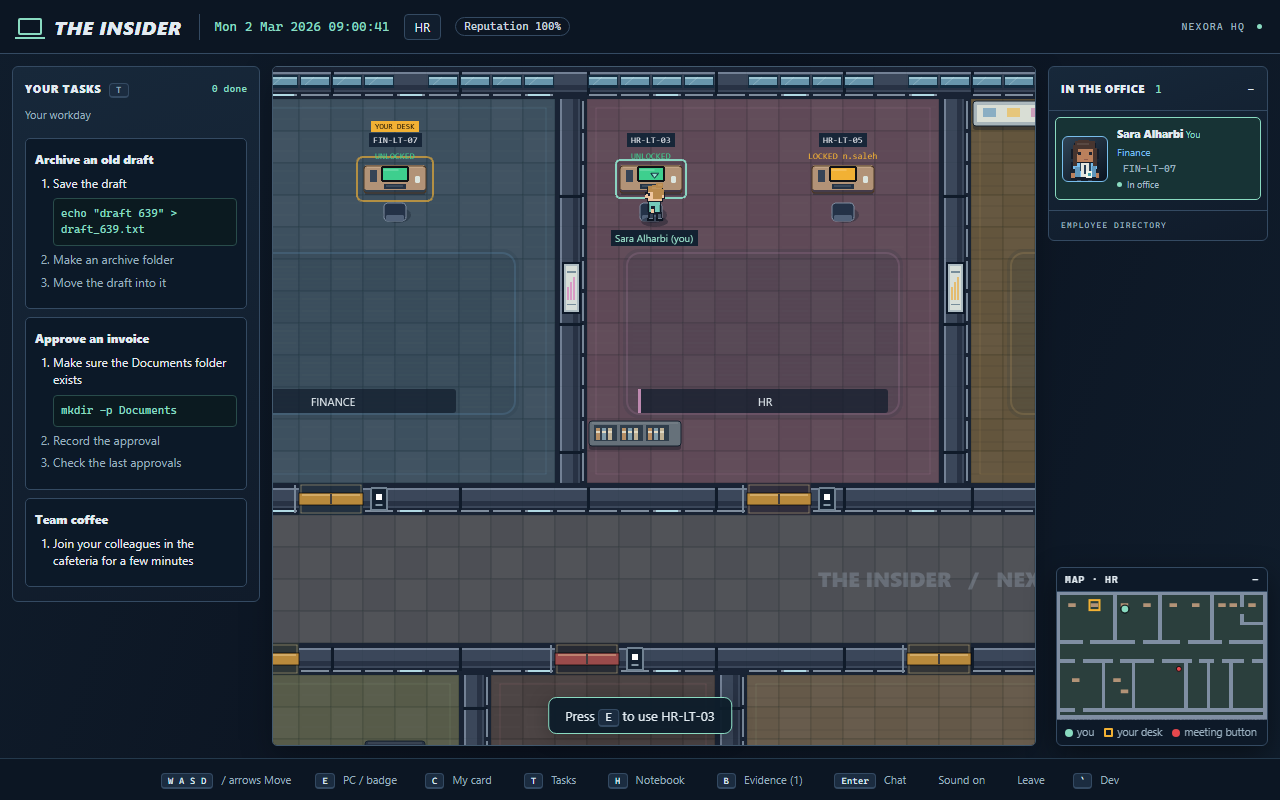 THE INSIDER
Mon 2 Mar 2026 09:00:41
HR
Reputation 100%
NEXORA HQ
YOUR TASKS T
0 done
Your workday
Archive an old draft
1. Save the draft
echo "draft 639" >
draft_639.txt
2. Make an archive folder
3. Move the draft into it
Approve an invoice
1. Make sure the Documents folder
exists
mkdir -p Documents
2. Record the approval
3. Check the last approvals
Team coffee
1. Join your colleagues in the
cafeteria for a few minutes
YOUR DESK
FIN-LT-07
UNLOCKED
HR-LT-03
UNLOCKED
HR-LT-05
LOCKED n.saleh
Sara Alharbi (you)
FINANCE
HR
THE INSIDER / NEX
Press E to use HR-LT-03
IN THE OFFICE 1
Sara Alharbi You
Finance
FIN-LT-07
In office
EMPLOYEE DIRECTORY
MAP · HR
you
your desk
meeting button
W A S D / arrows Move
E PC / badge
C My card
T Tasks
H Notebook
B Evidence (1)
Enter Chat
Sound on
Leave
` Dev